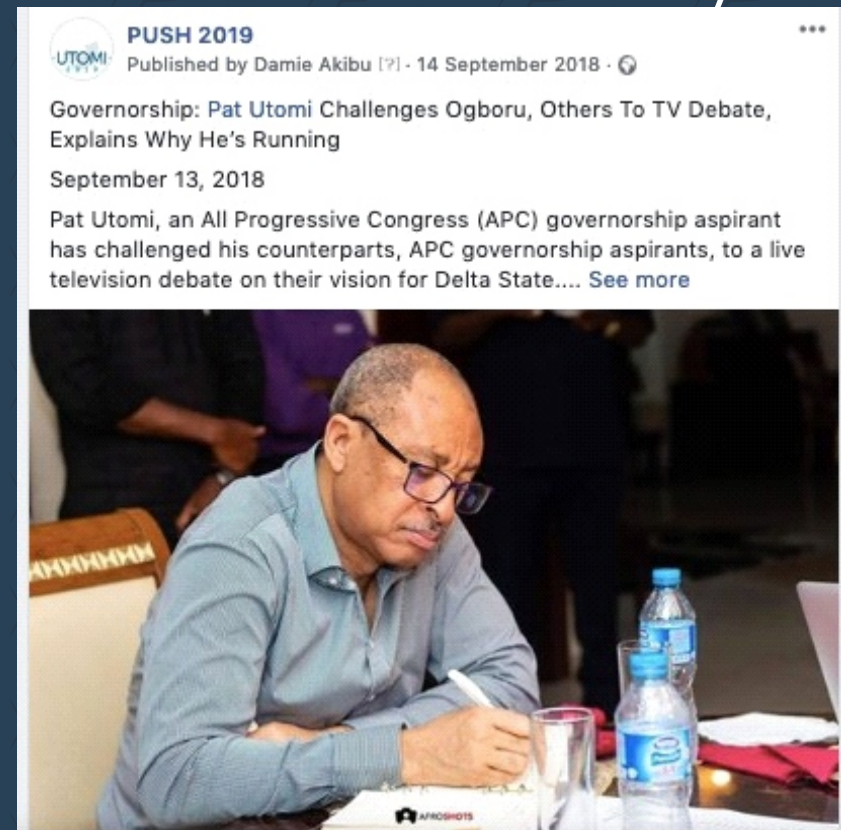 UTOMI
2019
PUSH 2019
Published by Damie Akibu [?] · 14 September 2018 ·
Governorship: Pat Utomi Challenges Ogboru, Others To TV Debate,
Explains Why He's Running
September 13, 2018
Pat Utomi, an All Progressive Congress (APC) governorship aspirant
has challenged his counterparts, APC governorship aspirants, to a live
television debate on their vision for Delta State.... See more
AFROSHOTS